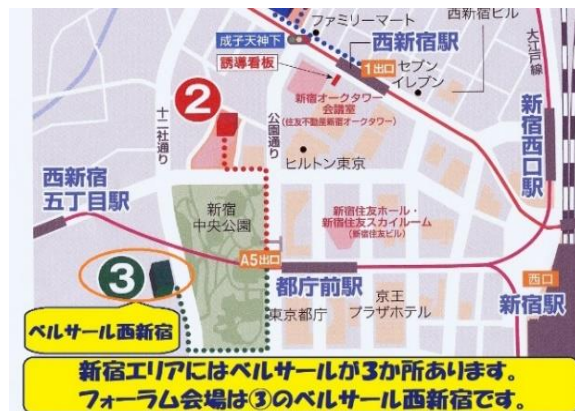 ファミリーマート
西新宿ビル
成子天神下
西新宿駅
誘導看板
1出口
セブン
イレブン
大江戸線
十二社通り
2
新宿オークタワー
会議室
(住友不動産新宿オークタワー)
公園通り
ヒルトン東京
新宿西口駅
西新宿
五丁目駅
新宿
中央公園
新宿住友ホール・
新宿住友スカイルーム
(新宿住友ビル)
A5出口
3
都庁前駅
西口
新宿駅
東京都庁
京王
プラザホテル
ベルサール西新宿
新宿エリアにはベルサールが3か所あります。
フォーラム会場は③のベルサール西新宿です。